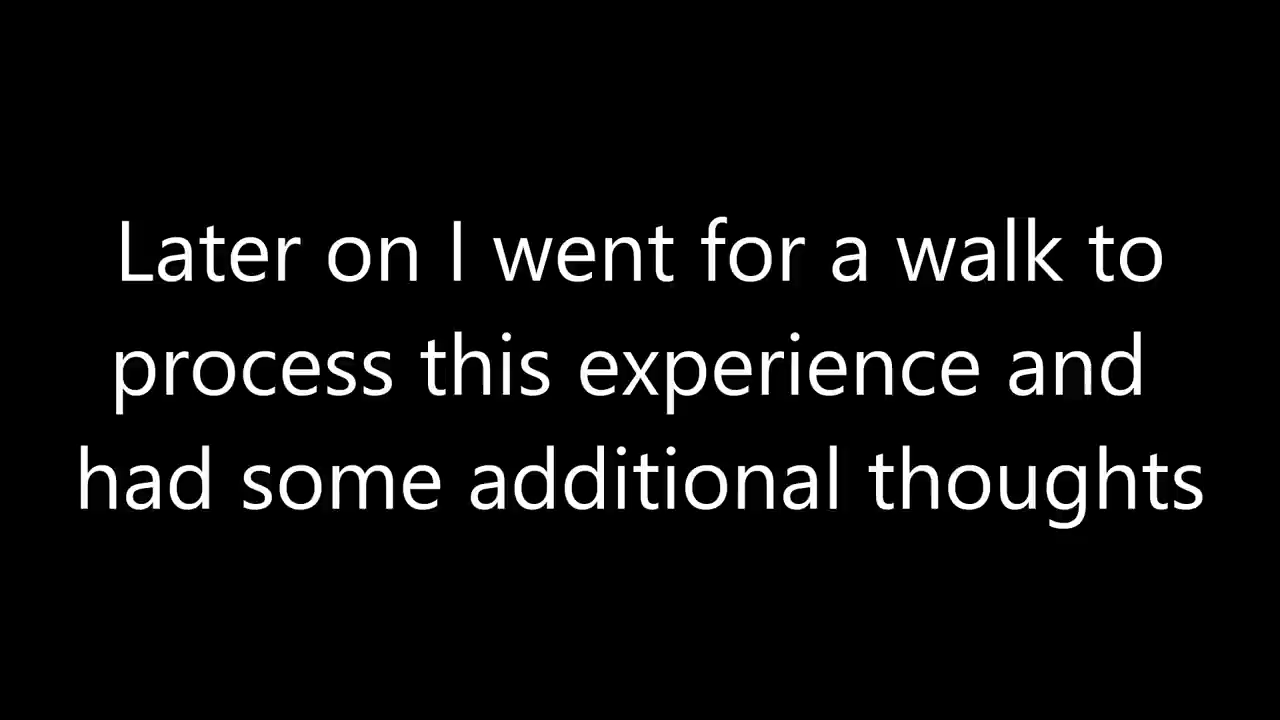 Later on I went for a walk to
process this experience and
had some additional thoughts